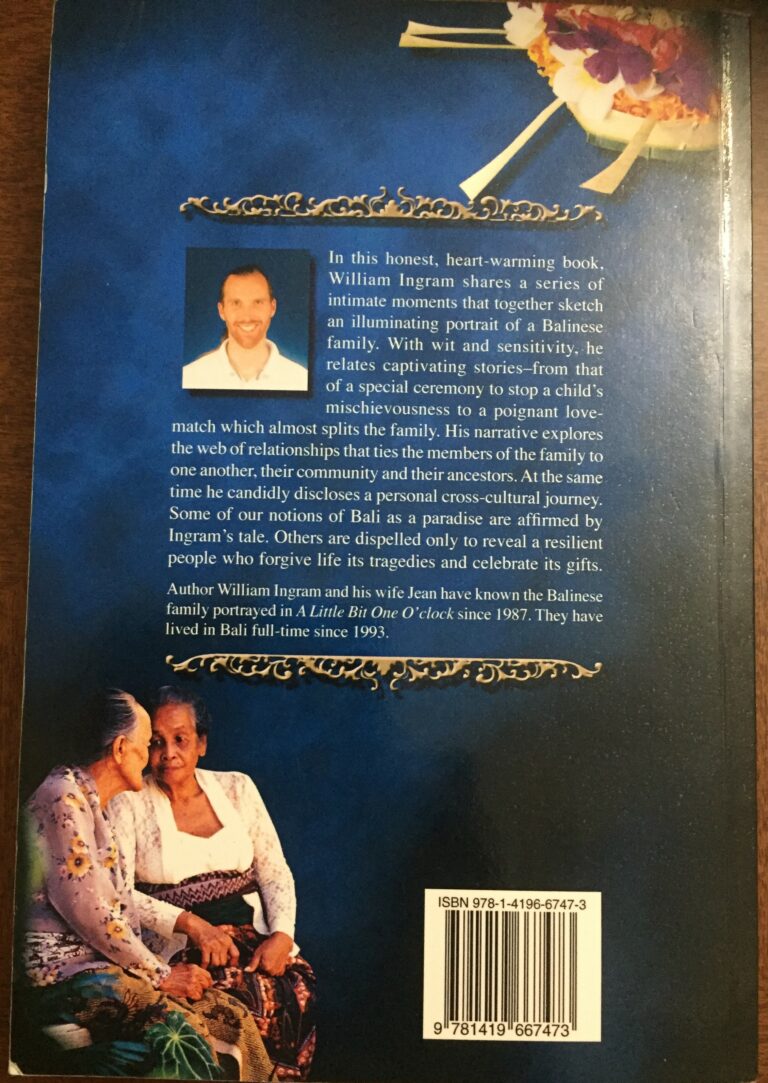 In this honest, heart-warming book,
William Ingram shares a series of
intimate moments that together sketch
an illuminating portrait of a Balinese
family. With wit and sensitivity, he
relates captivating stories–from that
of a special ceremony to stop a child's
mischievousness to a poignant love-
match which almost splits the family. His narrative explores
the web of relationships that ties the members of the family to
one another, their community and their ancestors. At the same
time he candidly discloses a personal cross-cultural journey.
Some of our notions of Bali as a paradise are affirmed by
Ingram's tale. Others are dispelled only to reveal a resilient
people who forgive life its tragedies and celebrate its gifts.
Author William Ingram and his wife Jean have known the Balinese
family portrayed in A Little Bit One O'clock since 1987. They have
lived in Bali full-time since 1993.
ISBN 978-1-4196-6747-3
9 781419 667473